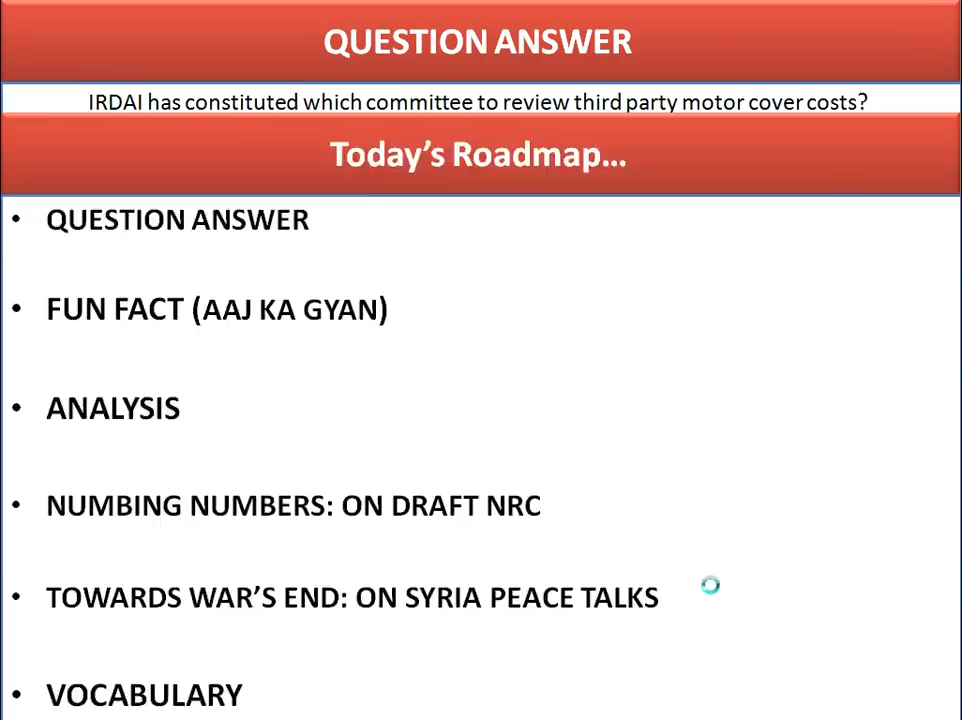 QUESTION ANSWER
IRDAI has constituted which committee to review third party motor cover costs?
Today's Roadmap...
• QUESTION ANSWER
• FUN FACT (AAJ KA GYAN)
• ANALYSIS
• NUMBING NUMBERS: ON DRAFT NRC
• TOWARDS WAR'S END: ON SYRIA PEACE TALKS
• VOCABULARY